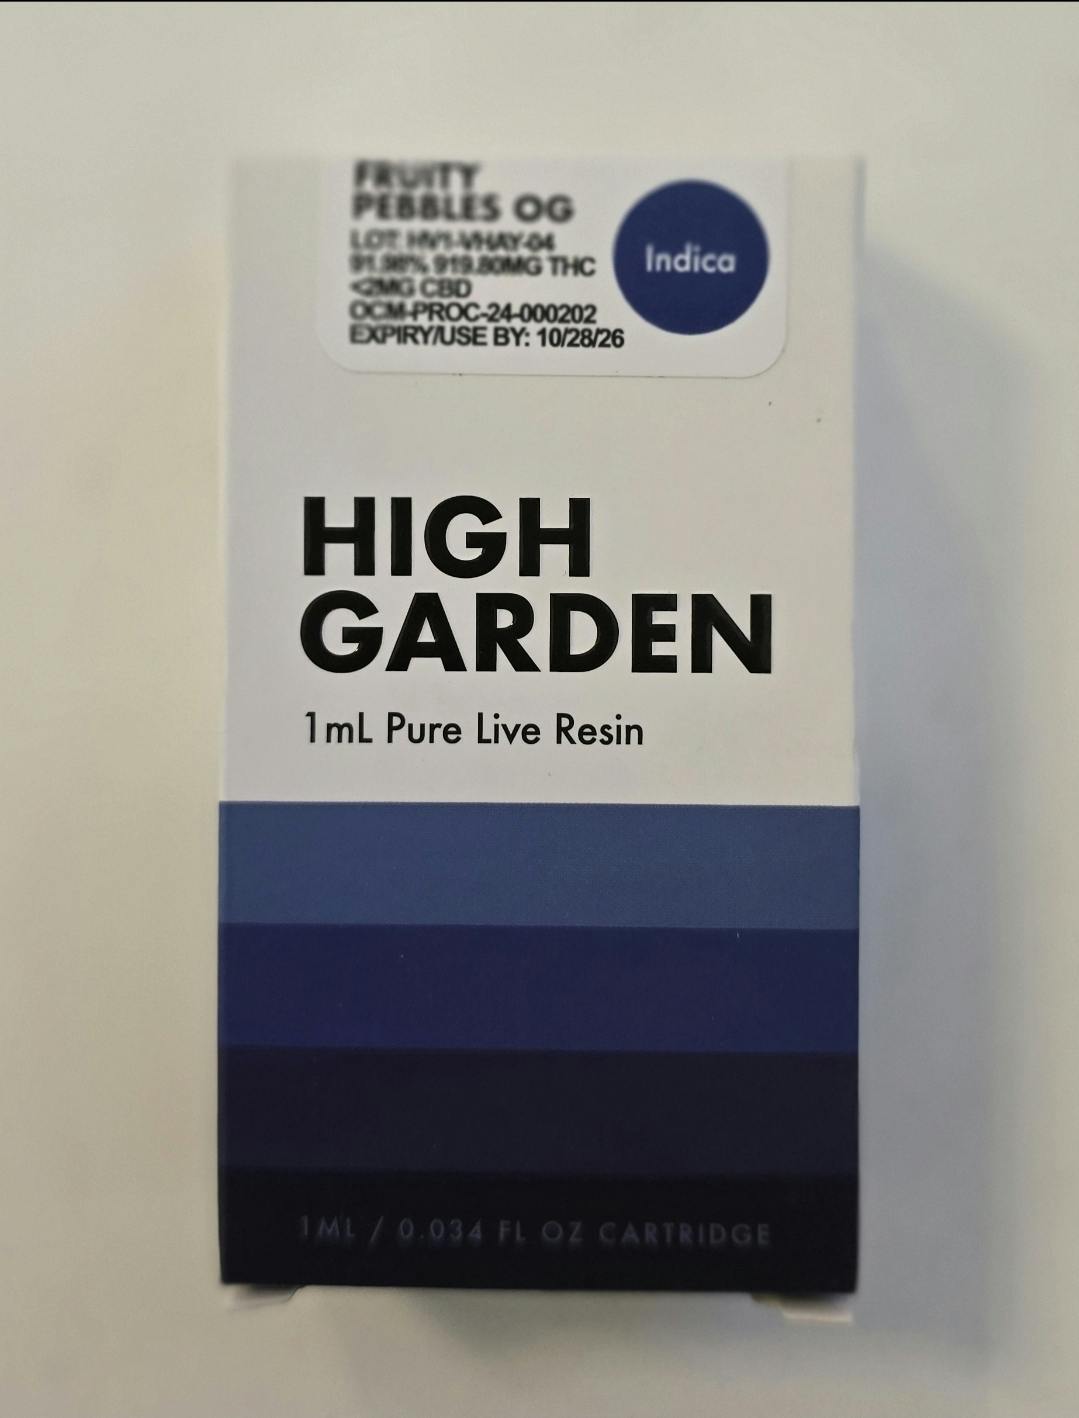 FRUITY
PEBBLES OG
LOT: HV1-VHAY-04
91.98% 919.80MG THC
<2MG CBD
OCM-PROC-24-000202
EXPIRY/USE BY: 10/28/26
Indica
HIGH
GARDEN
1mL Pure Live Resin
1ML / 0.034 FL OZ CARTRIDGE